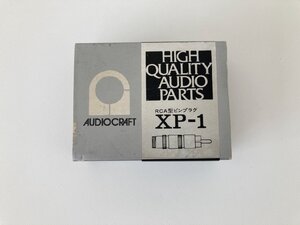 AUDIOCRAFT
HIGH
QUALITY
AUDIO
PARTS
RCA型ピンプラグ
XP-1